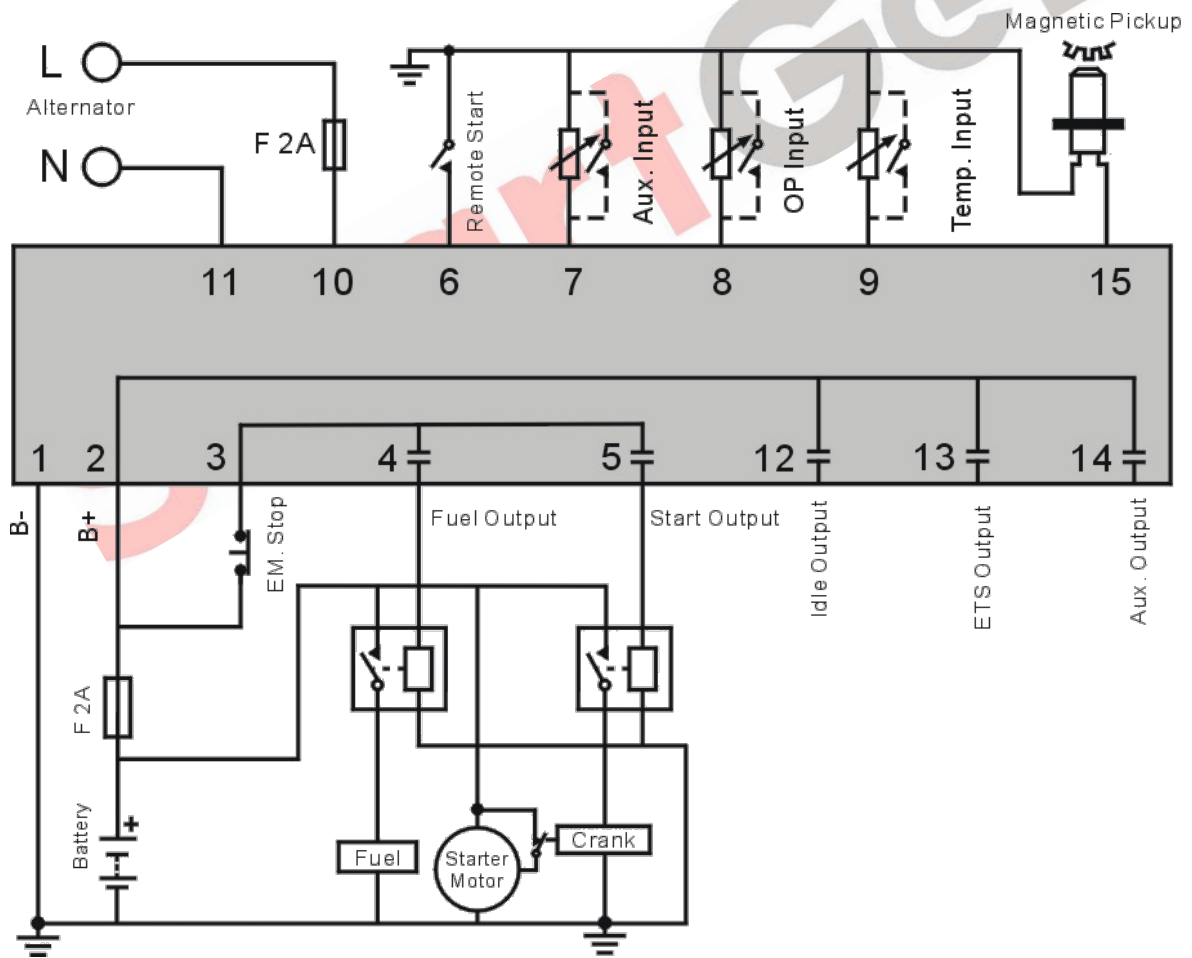 Magnetic Pickup
L
Alternator
N
F 2A
Remote Start
Aux. Input
OP Input
Temp. Input
11 10 6 7 8 9 15
1 2 3 4 5 12 13 14
B-
B+
EM. Stop
Fuel Output
Start Output
Idle Output
ETS Output
Aux. Output
F 2A
Battery
+
Fuel
Starter
Motor
Crank